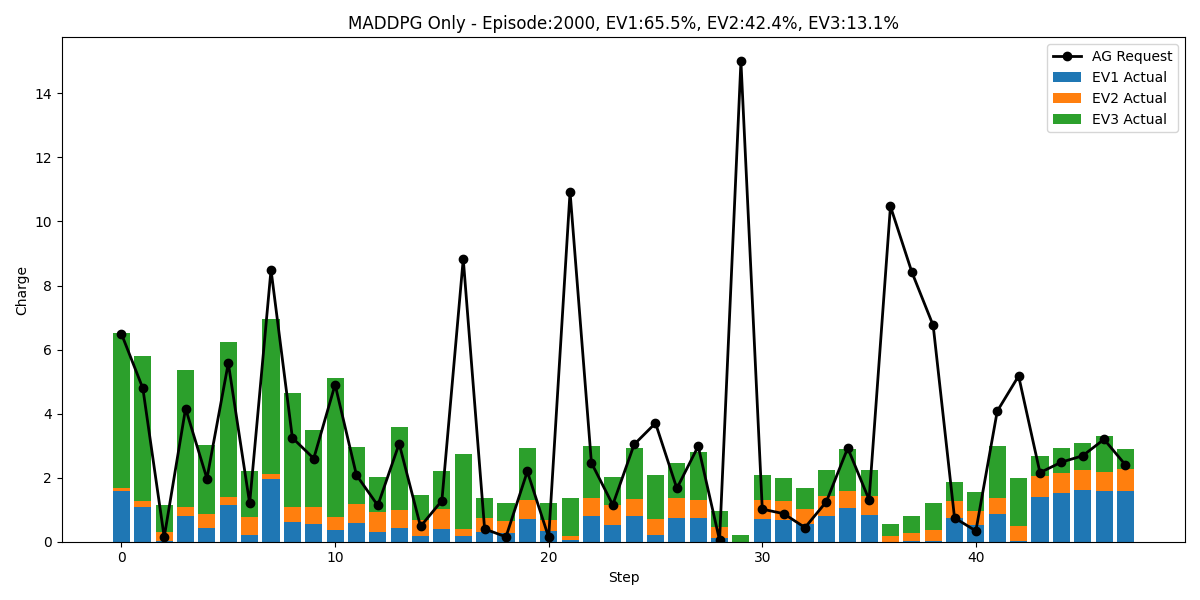 MADDPG Only - Episode:2000, EV1:65.5%, EV2:42.4%, EV3:13.1%
AG Request
EV1 Actual
EV2 Actual
EV3 Actual
Charge
14
12
10
8
6
4
2
0
0 10 20 30 40
Step